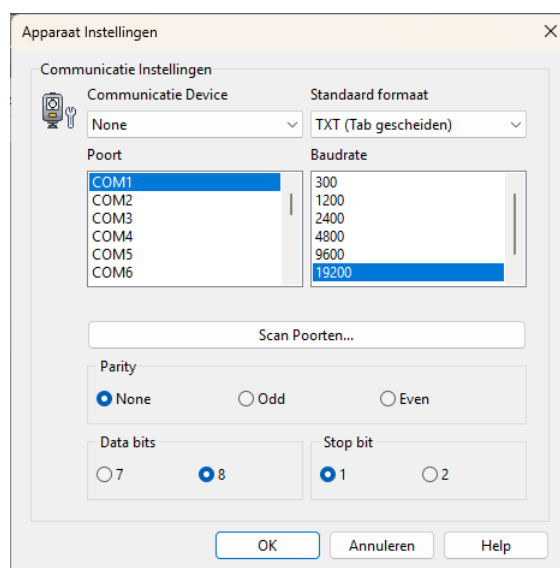 Apparaat Instellingen
Communicatie Instellingen
Communicatie Device
Standaard formaat
None
TXT (Tab gescheiden)
Poort
Baudrate
COM1
COM2
COM3
COM4
COM5
COM6
300
1200
2400
4800
9600
19200
Scan Poorten...
Parity
None
Odd
Even
Data bits
7
8
Stop bit
1
2
OK
Annuleren
Help